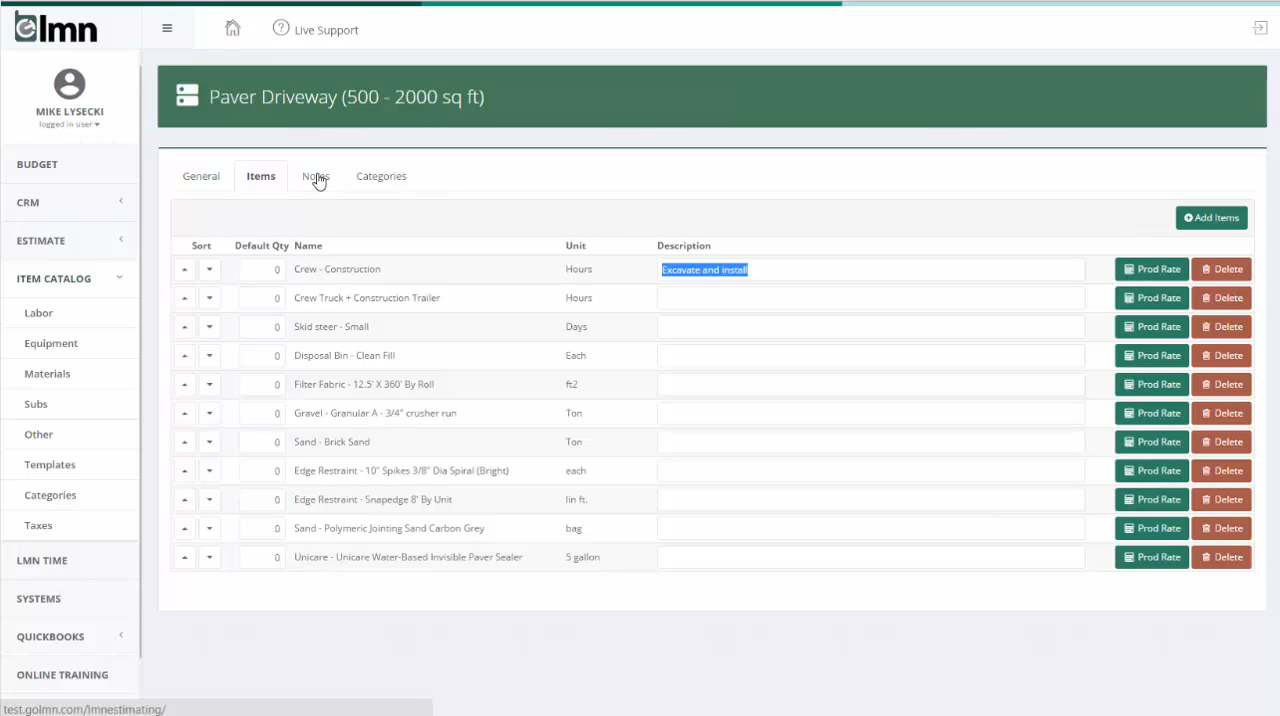 lmn
Live Support
MIKE LYSECKI
logged in user
BUDGET
CRM
ESTIMATE
ITEM CATALOG
Labor
Equipment
Materials
Subs
Other
Templates
Categories
Taxes
LMN TIME
SYSTEMS
QUICKBOOKS
ONLINE TRAINING
test.golmn.com/lmnestimating/
Paver Driveway (500 - 2000 sq ft)
General Items Notes Categories
Add Items
Sort Default Qty Name Unit Description
0 Crew - Construction Hours Excavate and install Prod Rate Delete
0 Crew Truck + Construction Trailer Hours Prod Rate Delete
0 Skid steer - Small Days Prod Rate Delete
0 Disposal Bin - Clean Fill Each Prod Rate Delete
0 Filter Fabric - 12.5' X 360' By Roll ft2 Prod Rate Delete
0 Gravel - Granular A - 3/4" crusher run Ton Prod Rate Delete
0 Sand - Brick Sand Ton Prod Rate Delete
0 Edge Restraint - 10" Spikes 3/8" Dia Spiral (Bright) each Prod Rate Delete
0 Edge Restraint - Snapedge 8' By Unit lin ft. Prod Rate Delete
0 Sand - Polymeric Jointing Sand Carbon Grey bag Prod Rate Delete
0 Unicare - Unicare Water-Based Invisible Paver Sealer 5 gallon Prod Rate Delete